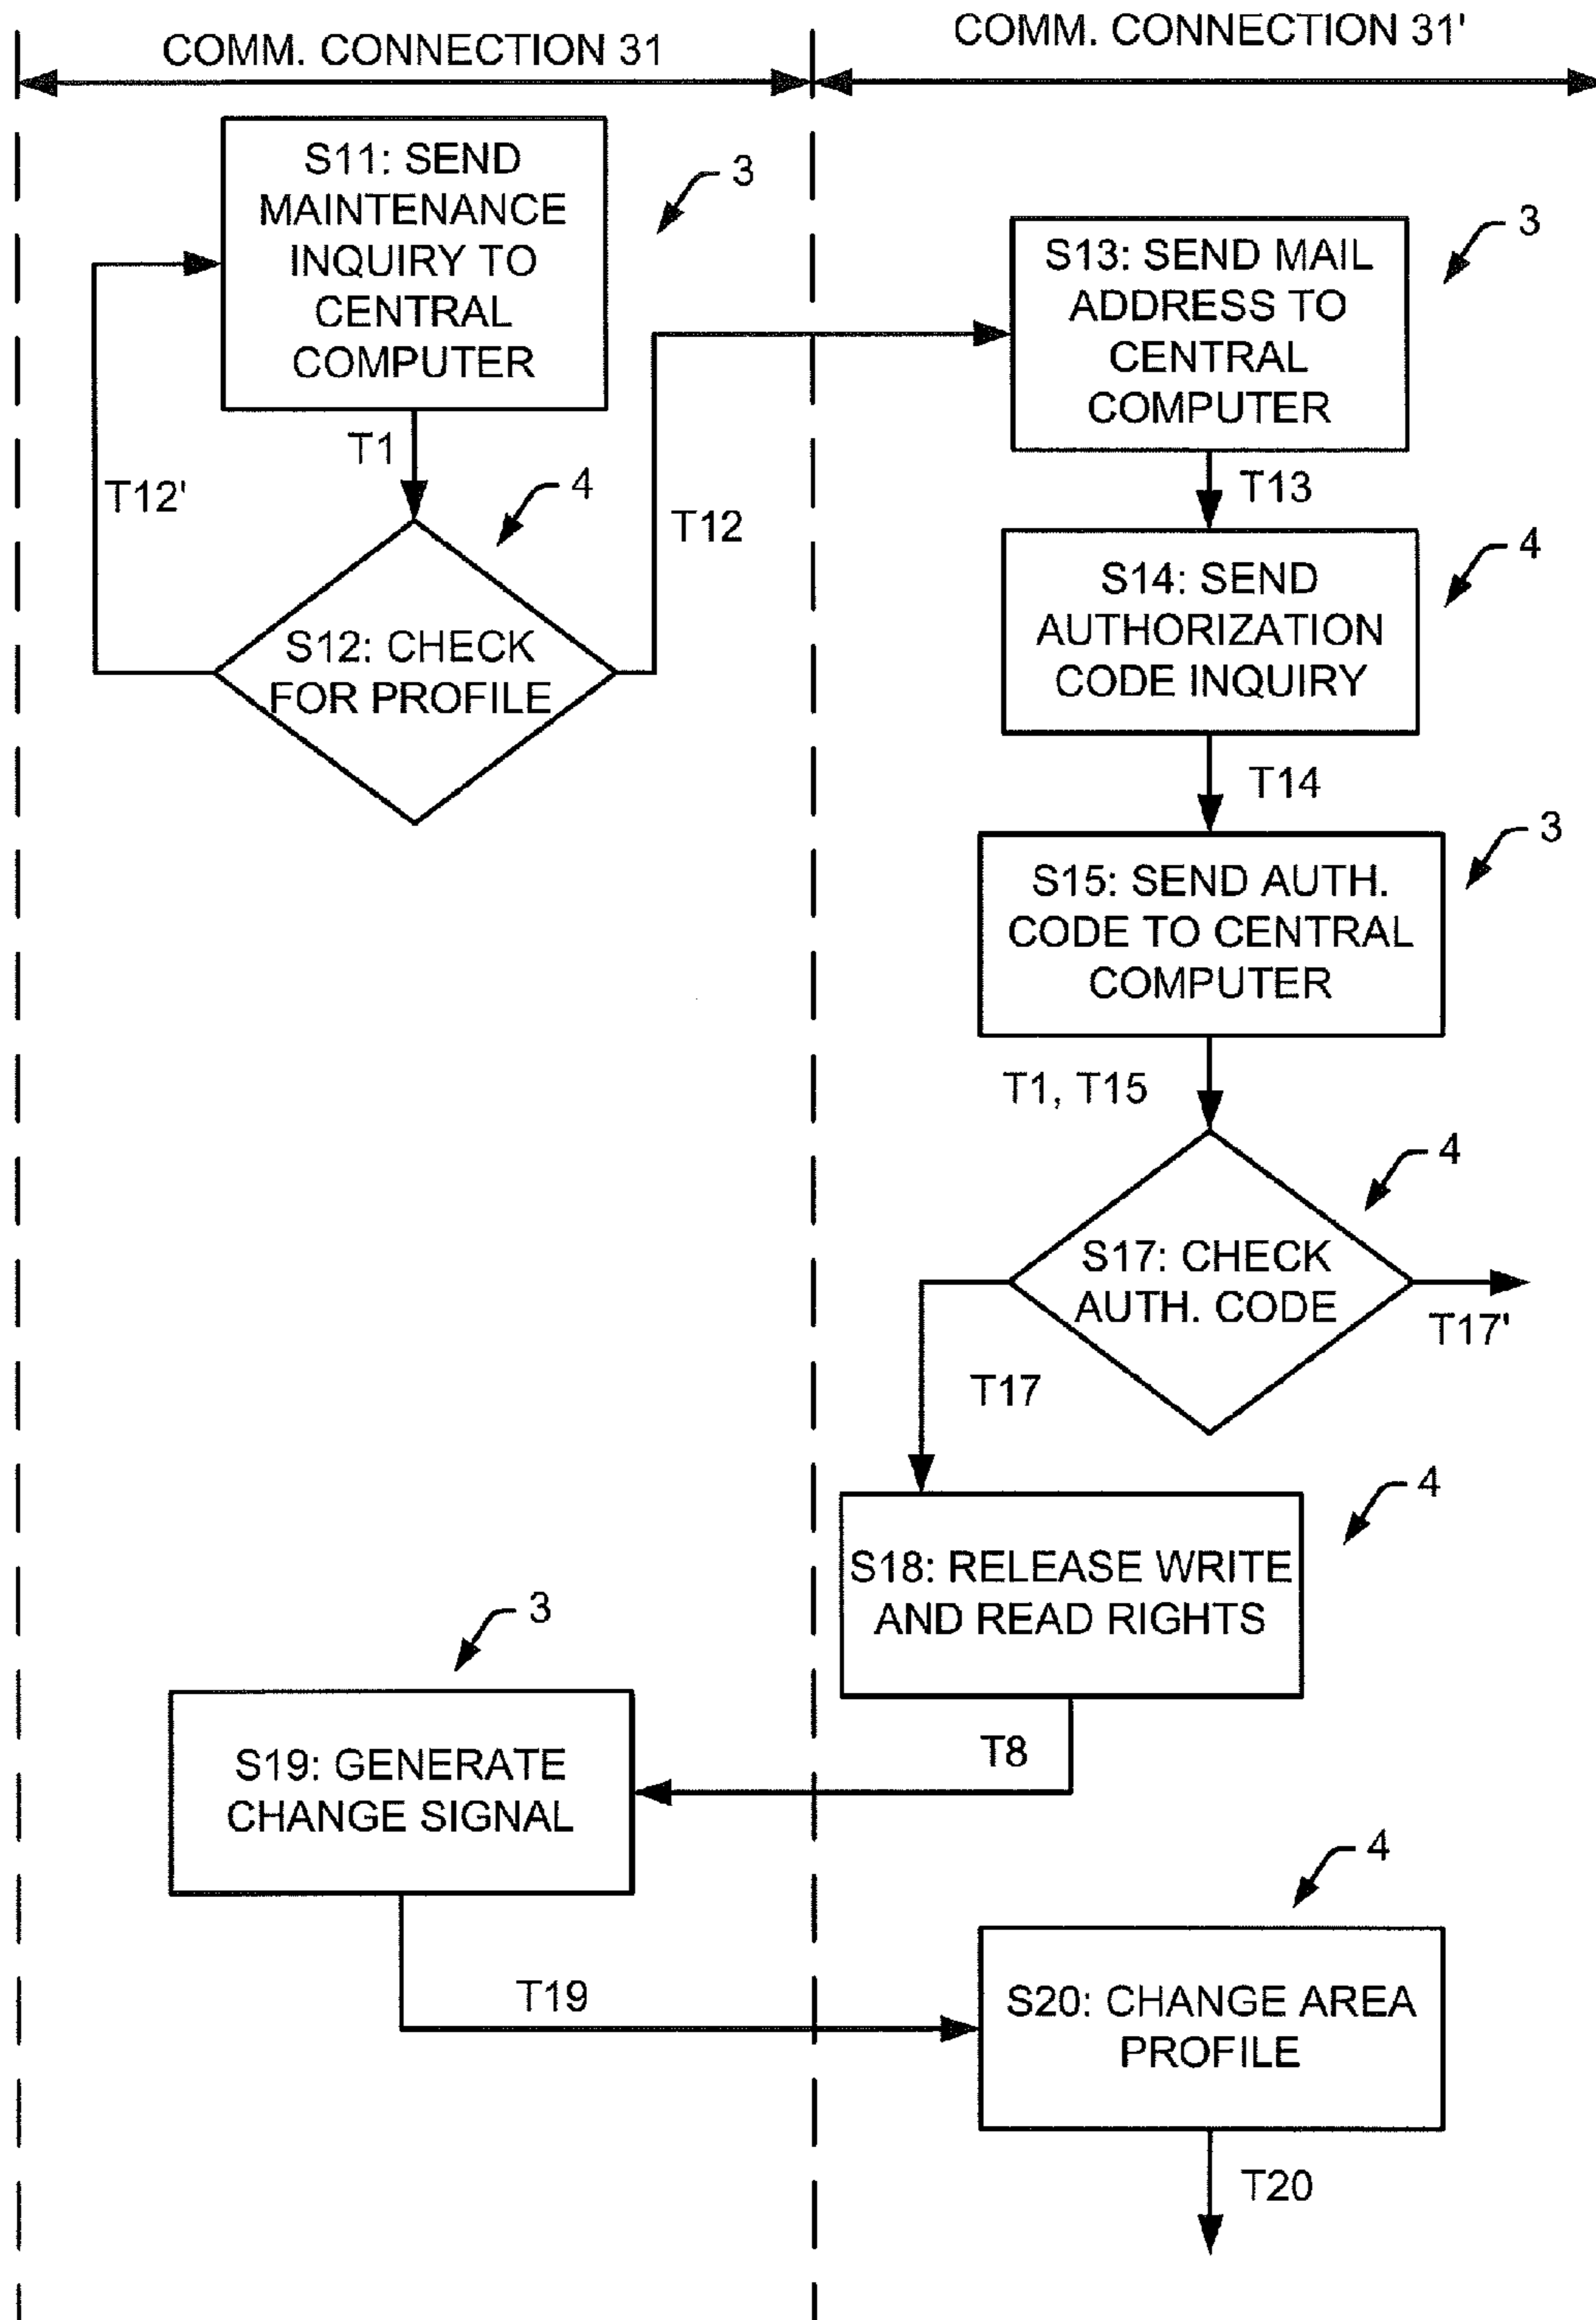 COMM. CONNECTION 31
COMM. CONNECTION 31'
S11: SEND
MAINTENANCE
INQUIRY TO
CENTRAL
COMPUTER
3
T1
T12'
4
T12
S12: CHECK
FOR PROFILE
S13: SEND MAIL
ADDRESS TO
CENTRAL
COMPUTER
3
T13
S14: SEND
AUTHORIZATION
CODE INQUIRY
4
T14
S15: SEND AUTH.
CODE TO CENTRAL
COMPUTER
3
T1, T15
S17: CHECK
AUTH. CODE
4
T17'
T17
S18: RELEASE WRITE
AND READ RIGHTS
4
T8
S19: GENERATE
CHANGE SIGNAL
3
T19
S20: CHANGE AREA
PROFILE
4
T20